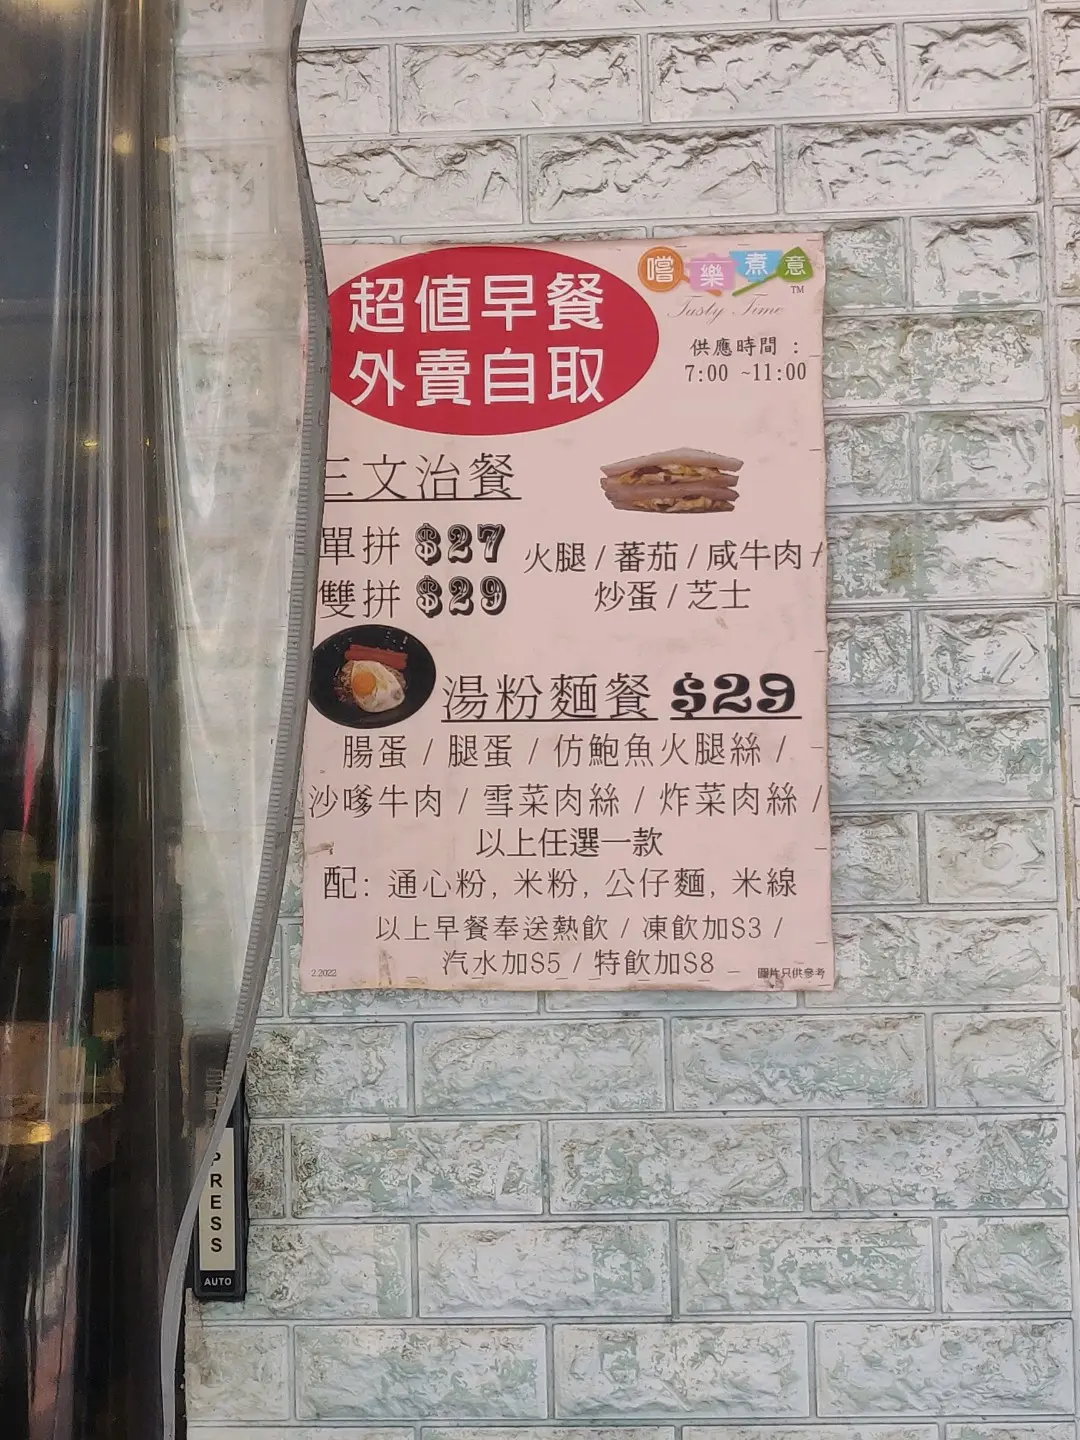 超值早餐
外賣自取
嚐樂煮意
TM
Tasty Time
供應時間：
7:00 ~11:00
三文治餐
單拼 $27
雙拼 $29
火腿 / 蕃茄 / 咸牛肉 /
炒蛋 / 芝士
湯粉麵餐 $29
腸蛋 / 腿蛋 / 仿鮑魚火腿絲 /
沙嗲牛肉 / 雪菜肉絲 / 炸菜肉絲 /
以上任選一款
配: 通心粉, 米粉, 公仔麵, 米線
以上早餐奉送熱飲 / 凍飲加S3 /
汽水加S5 / 特飲加S8
2.2022
圖片只供參考
PRESS
AUTO